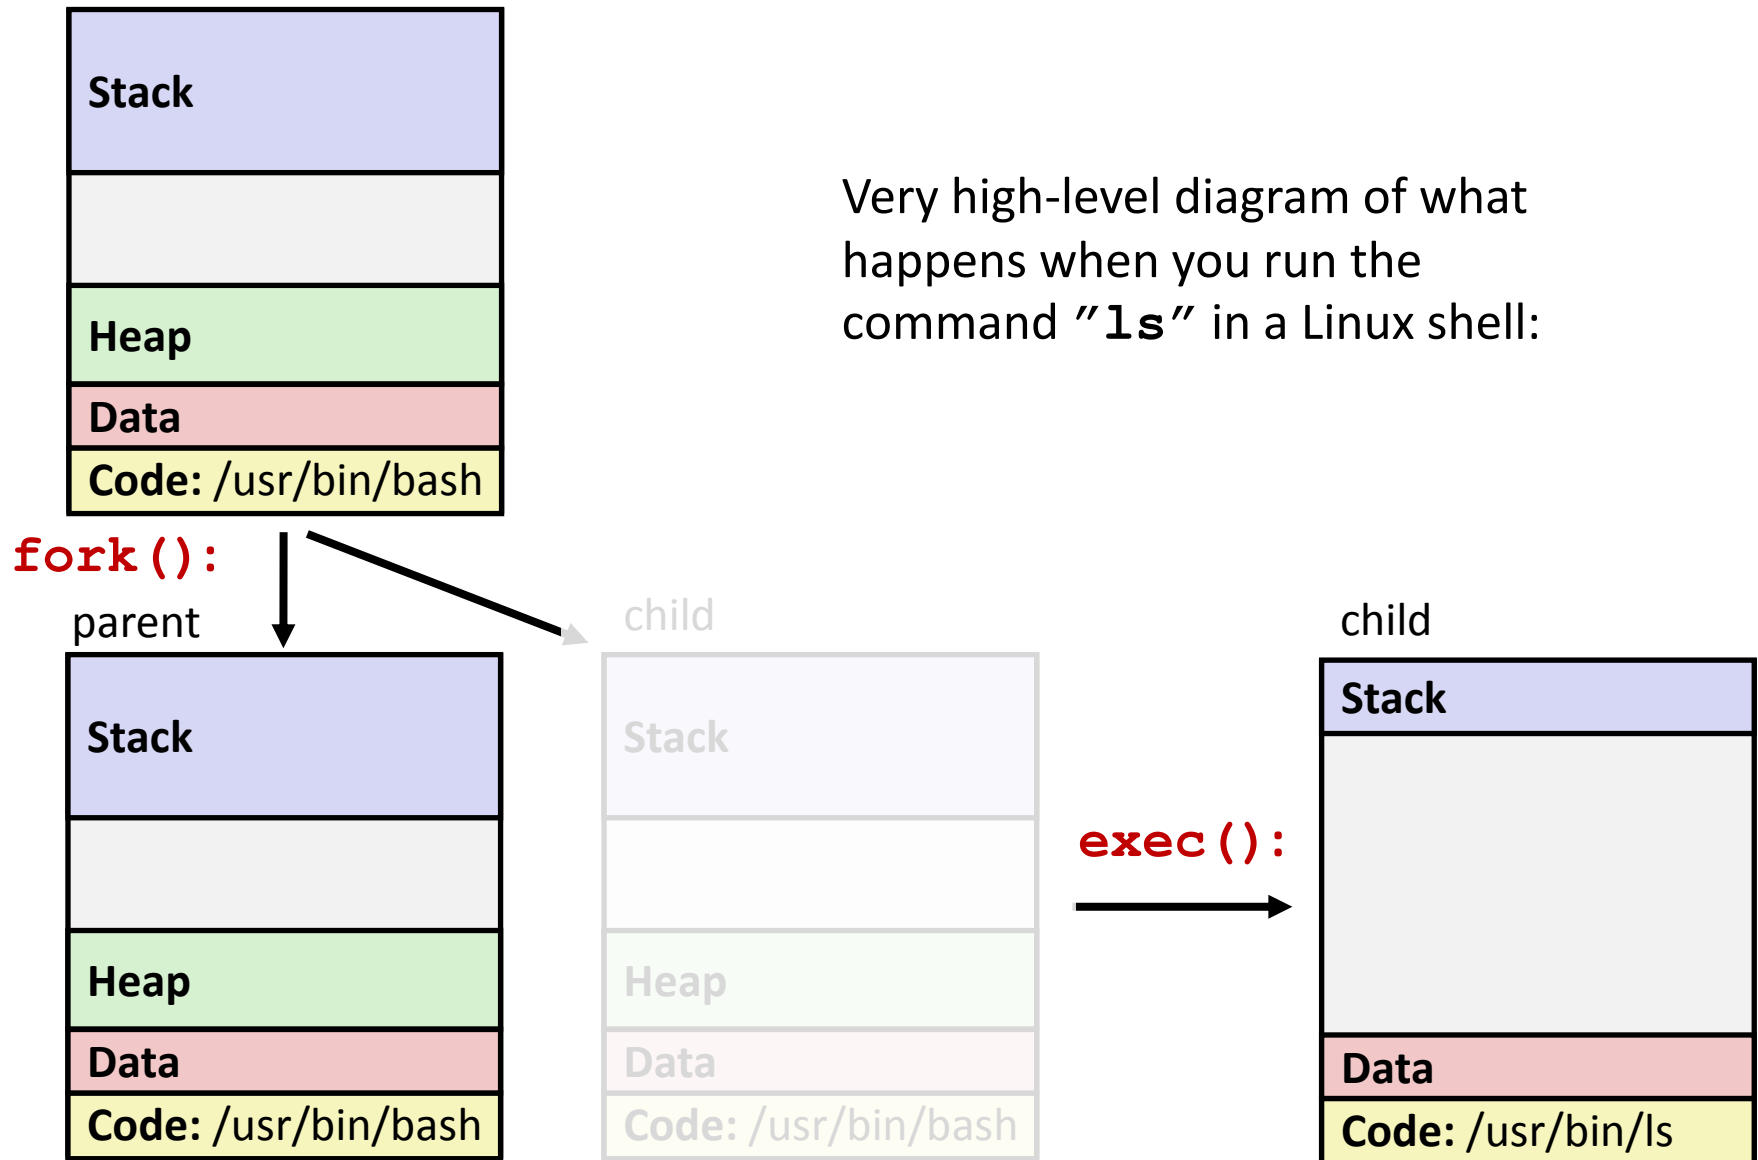 Stack
Heap
Data
Code: /usr/bin/bash
Very high-level diagram of what
happens when you run the
command "ls" in a Linux shell:
fork():
parent
Stack
Heap
Data
Code: /usr/bin/bash
child
Stack
Heap
Data
Code: /usr/bin/bash
exec():
child
Stack
Data
Code: /usr/bin/ls